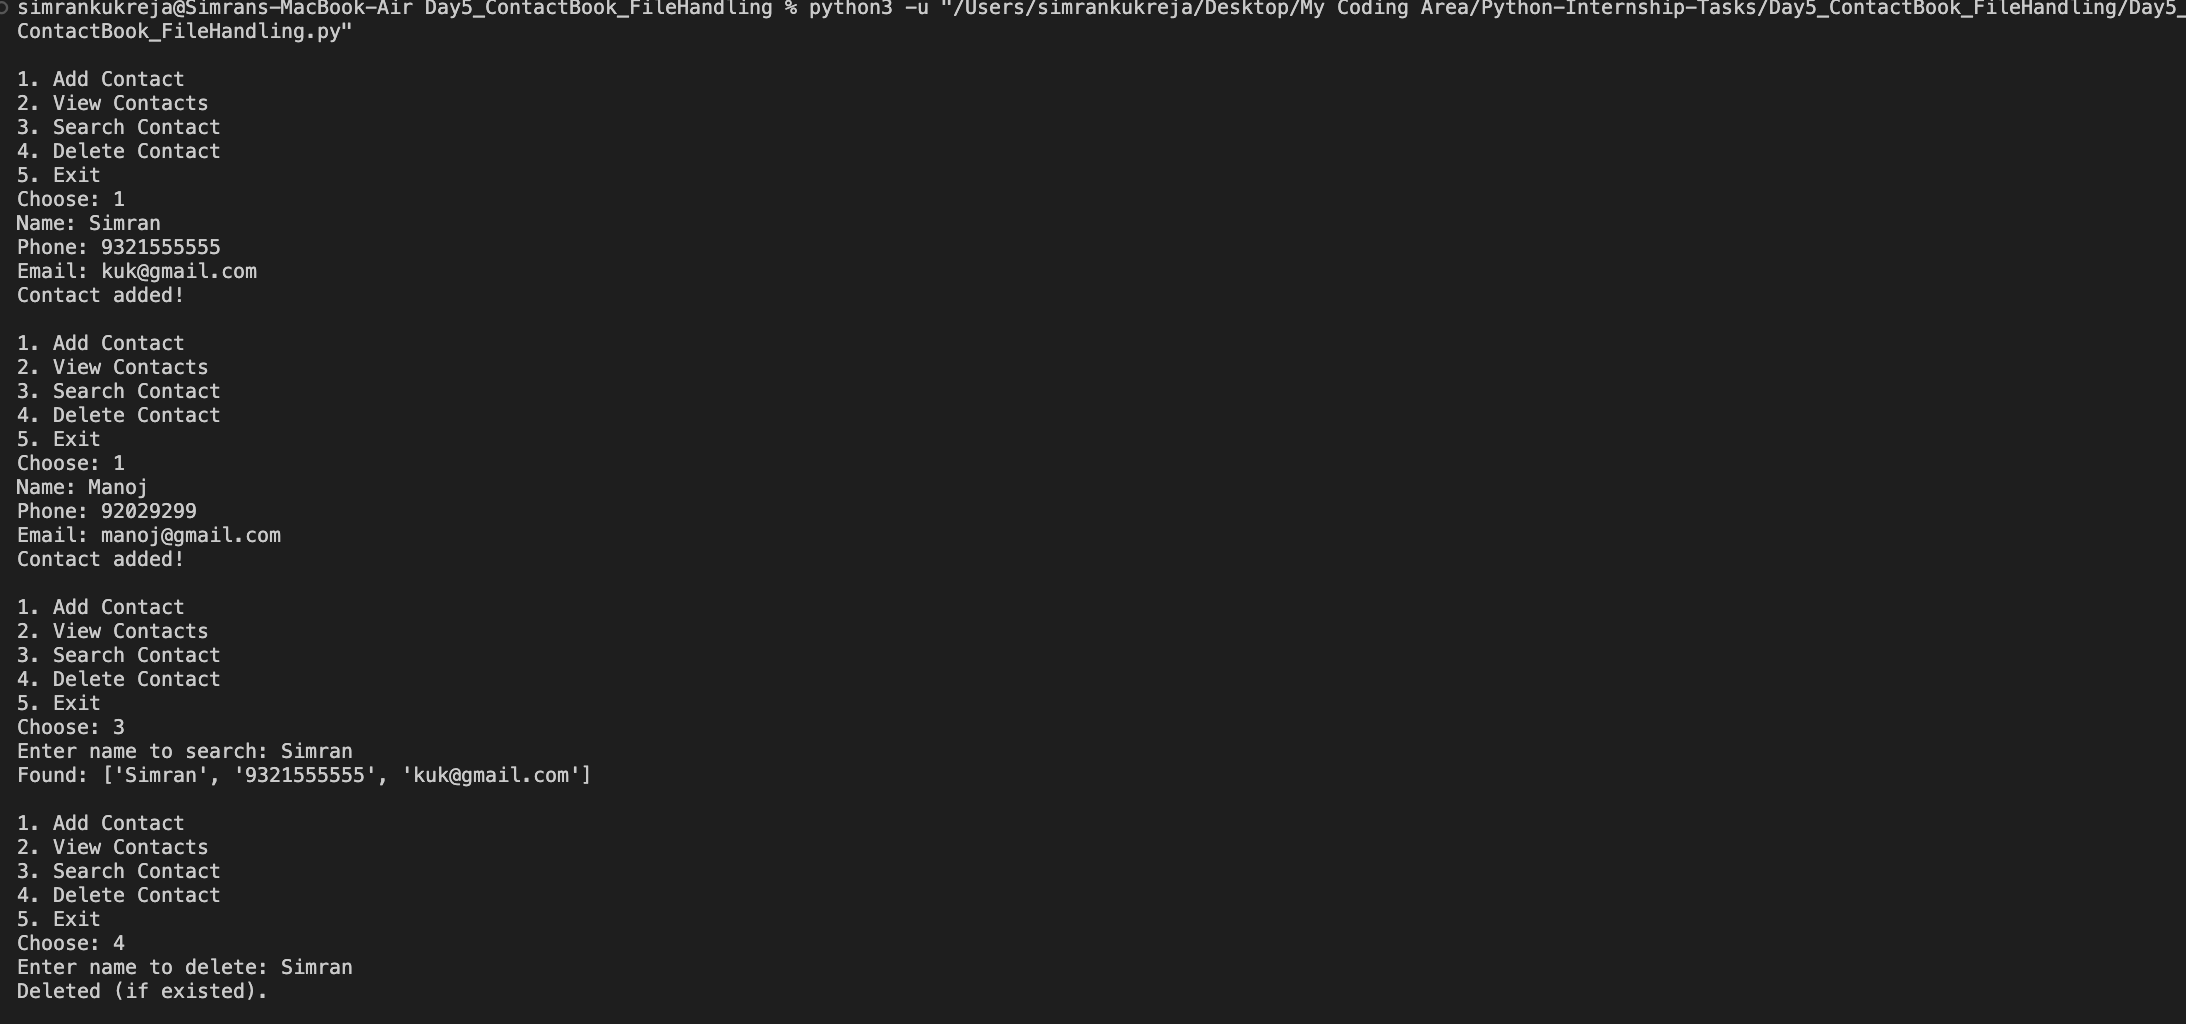 simrankukreja@Simrans-MacBook-Air Day5_ContactBook_FileHandling % python3 -u "/Users/simrankukreja/Desktop/My Coding Area/Python-Internship-Tasks/Day5_ContactBook_FileHandling/Day5_
ContactBook_FileHandling.py"
1. Add Contact
2. View Contacts
3. Search Contact
4. Delete Contact
5. Exit
Choose: 1
Name: Simran
Phone: 9321555555
Email: kuk@gmail.com
Contact added!
1. Add Contact
2. View Contacts
3. Search Contact
4. Delete Contact
5. Exit
Choose: 1
Name: Manoj
Phone: 92029299
Email: manoj@gmail.com
Contact added!
1. Add Contact
2. View Contacts
3. Search Contact
4. Delete Contact
5. Exit
Choose: 3
Enter name to search: Simran
Found: ['Simran', '9321555555', 'kuk@gmail.com']
1. Add Contact
2. View Contacts
3. Search Contact
4. Delete Contact
5. Exit
Choose: 4
Enter name to delete: Simran
Deleted (if existed).